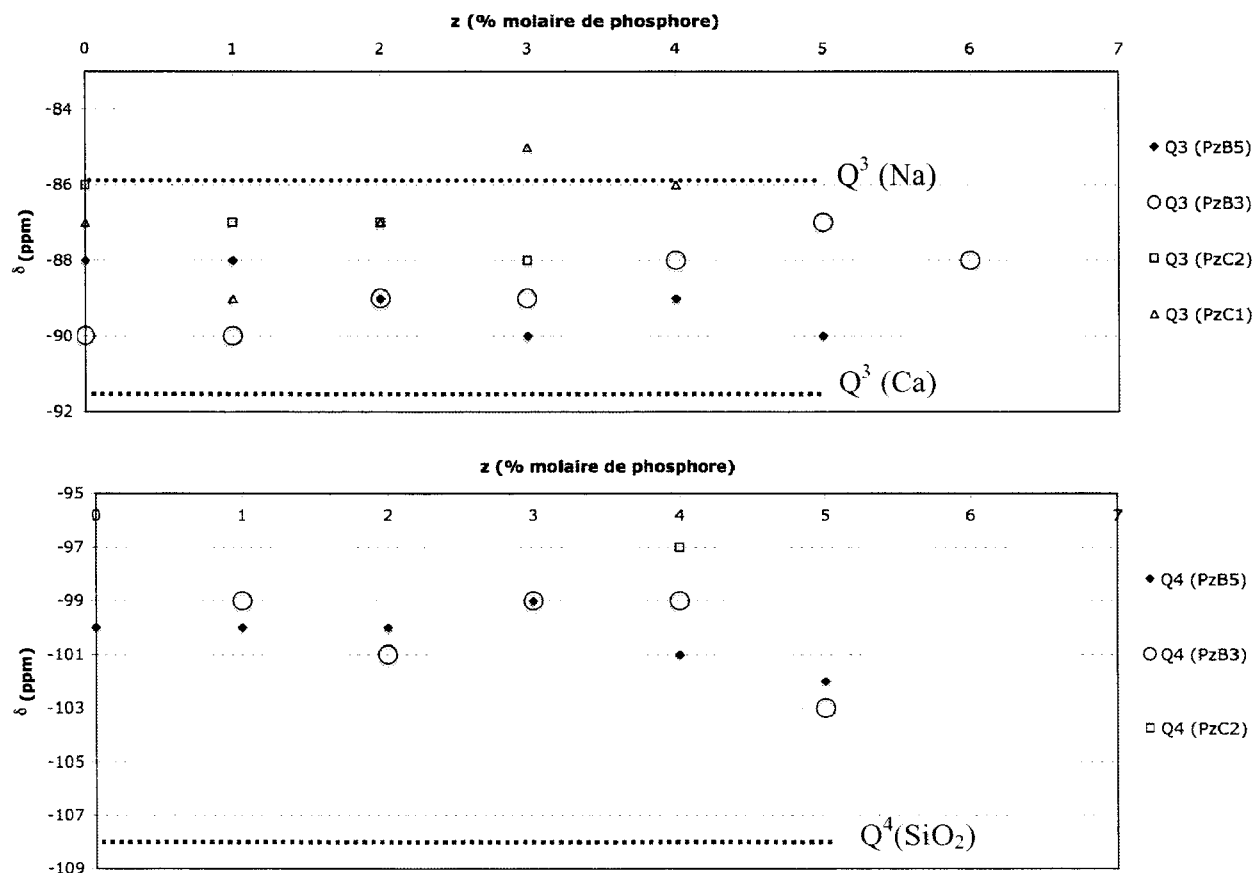 z (% molaire de phosphore)
0 1 2 3 4 5 6 7
-84
-86
-88
-90
-92
δ (ppm)
Q³ (Na)
Q³ (Ca)
Q3 (PzB5)
Q3 (PzB3)
Q3 (PzC2)
Q3 (PzC1)
z (% molaire de phosphore)
-95
0 1 2 3 4 5 6 7
-97
-99
-101
-103
-105
-107
-109
δ (ppm)
Q⁴(SiO₂)
Q4 (PzB5)
Q4 (PzB3)
Q4 (PzC2)